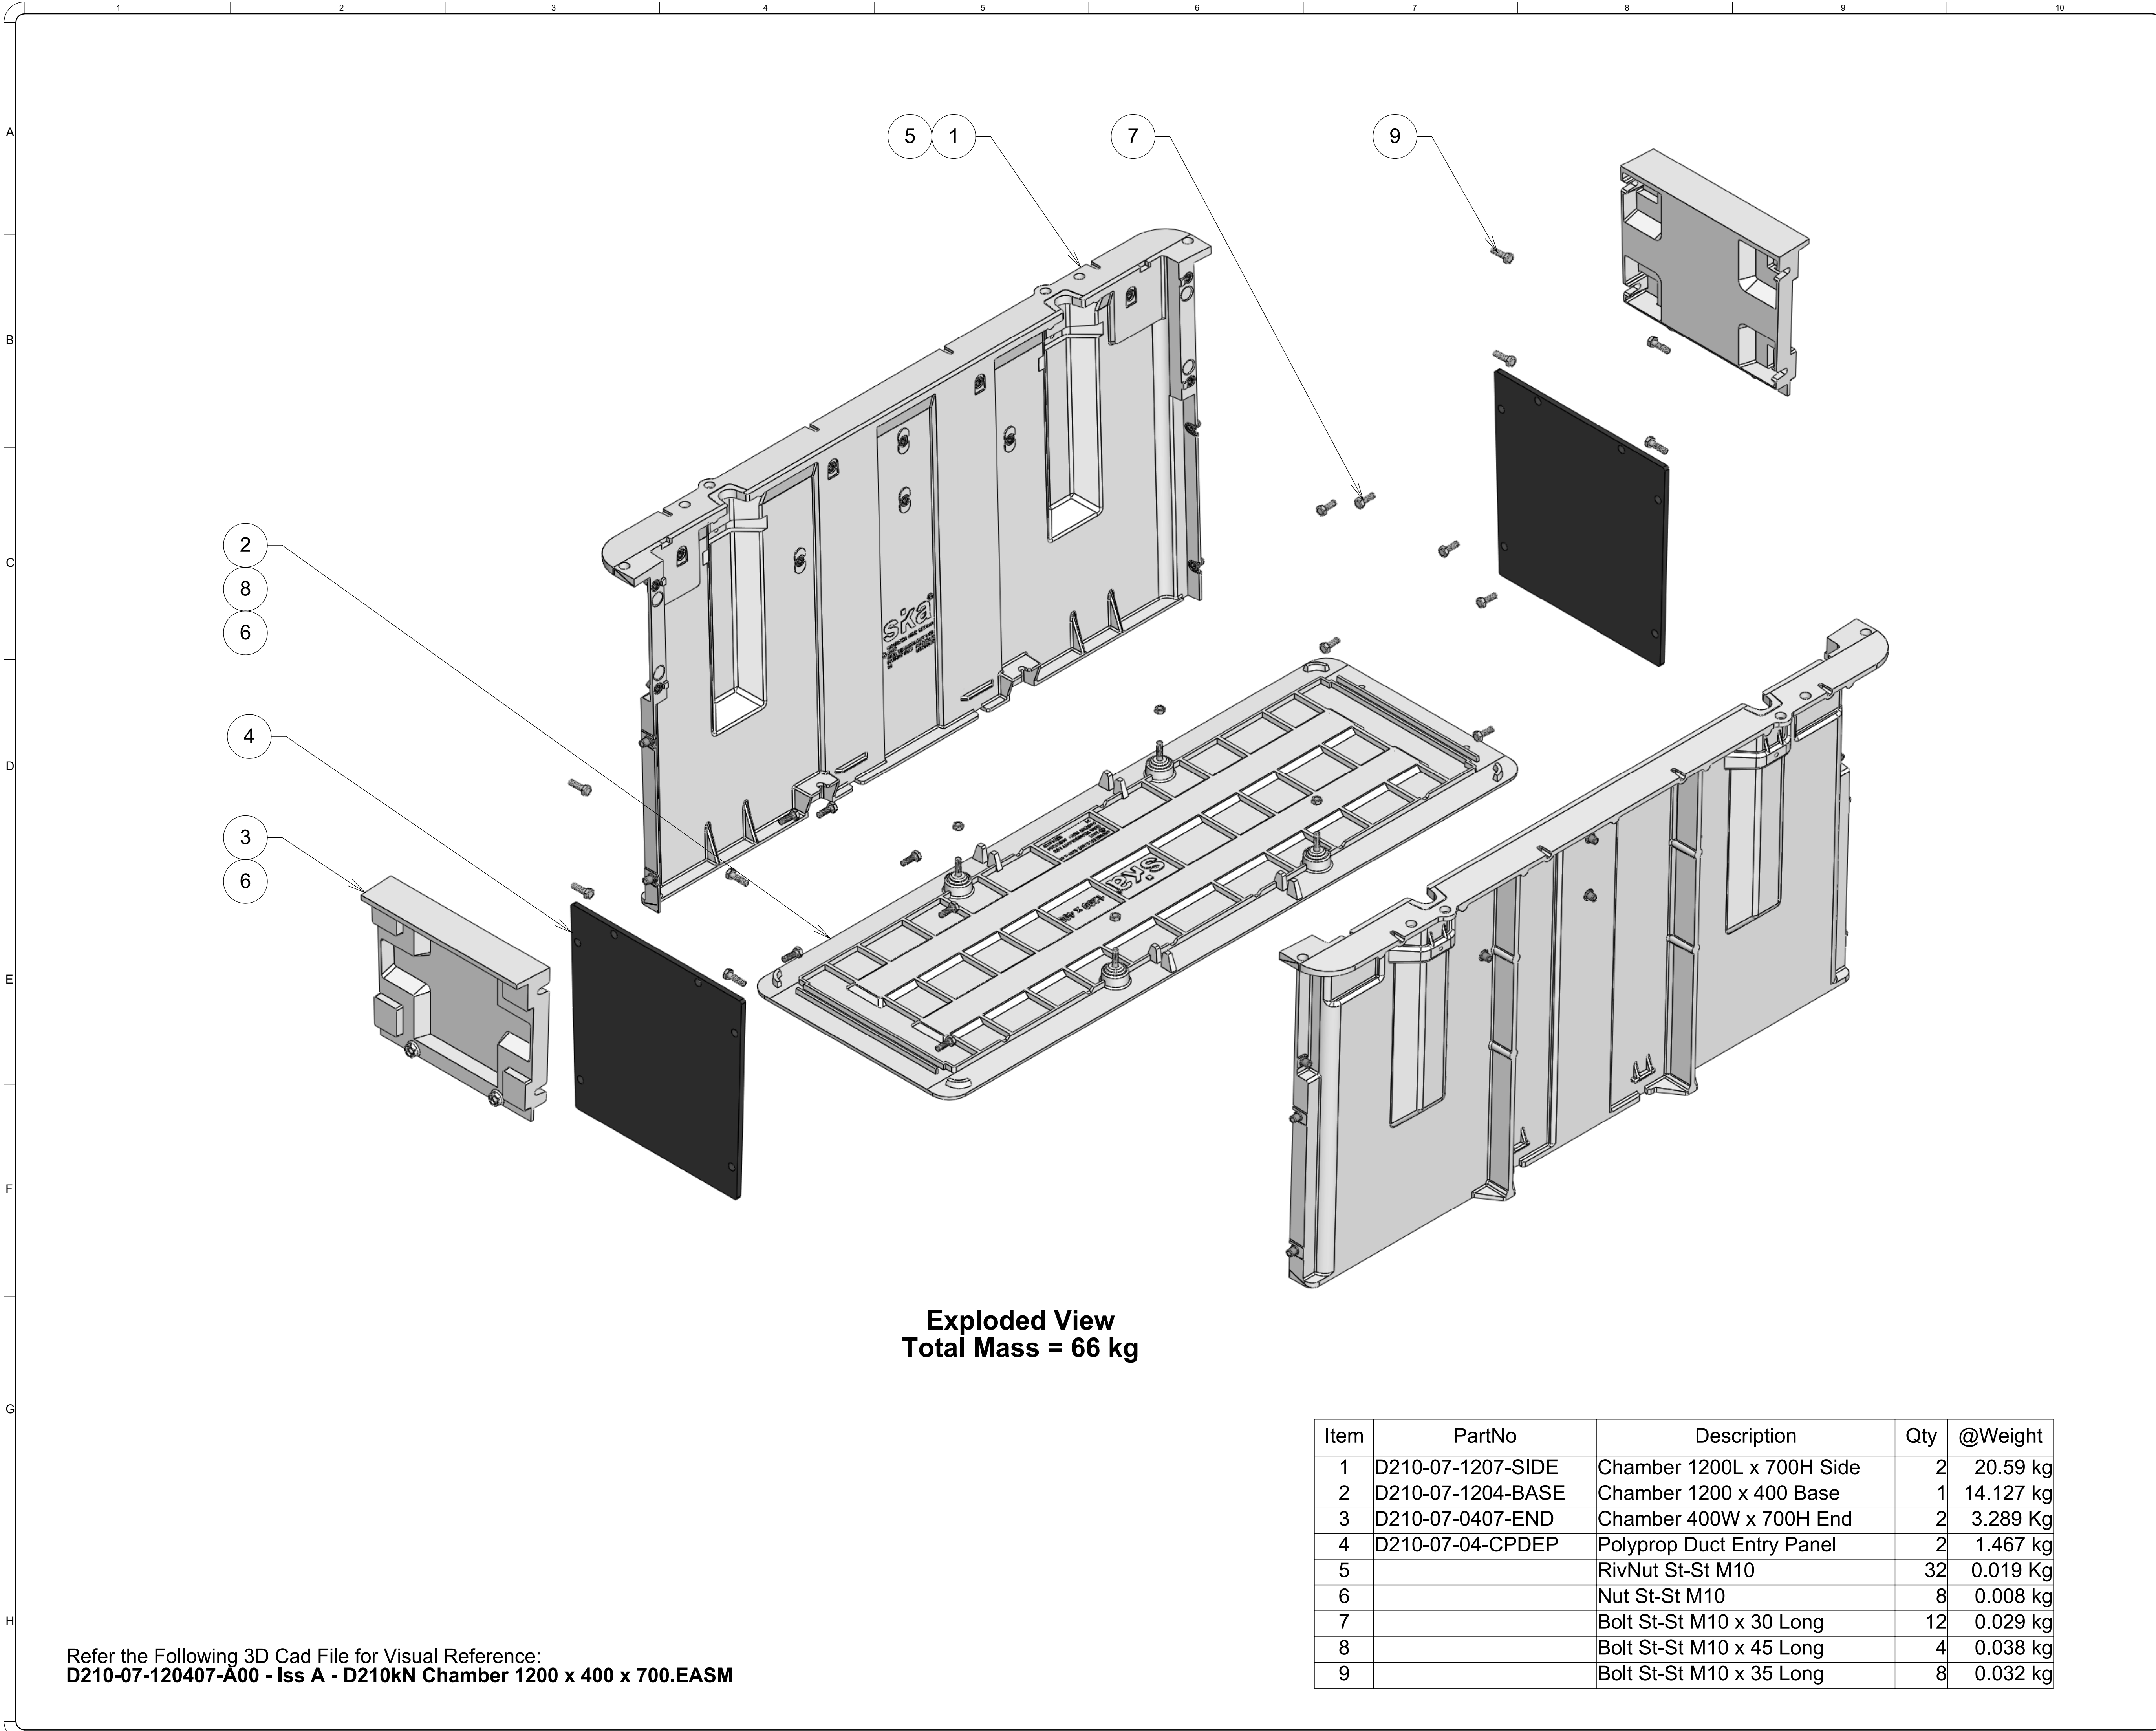 1 2 3 4 5 6 7 8 9 10
A
B
C
D
E
F
G
H
5 1 7 9
2
8
6
4
3
6
ska
ska
1200 x 400
Exploded View
Total Mass = 66 kg
Item PartNo Description Qty @Weight
1 D210-07-1207-SIDE Chamber 1200L x 700H Side 2 20.59 kg
2 D210-07-1204-BASE Chamber 1200 x 400 Base 1 14.127 kg
3 D210-07-0407-END Chamber 400W x 700H End 2 3.289 Kg
4 D210-07-04-CPDEP Polyprop Duct Entry Panel 2 1.467 kg
5 RivNut St-St M10 32 0.019 Kg
6 Nut St-St M10 8 0.008 kg
7 Bolt St-St M10 x 30 Long 12 0.029 kg
8 Bolt St-St M10 x 45 Long 4 0.038 kg
9 Bolt St-St M10 x 35 Long 8 0.032 kg
Refer the Following 3D Cad File for Visual Reference:
D210-07-120407-A00 - Iss A - D210kN Chamber 1200 x 400 x 700.EASM